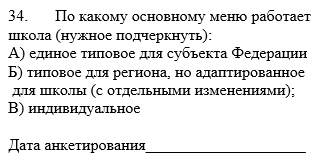 34. По какому основному меню работает
школа (нужное подчеркнуть):
А) единое типовое для субъекта Федерации
Б) типовое для региона, но адаптированное
для школы (с отдельными изменениями);
В) индивидуальное
Дата анкетирования____________________